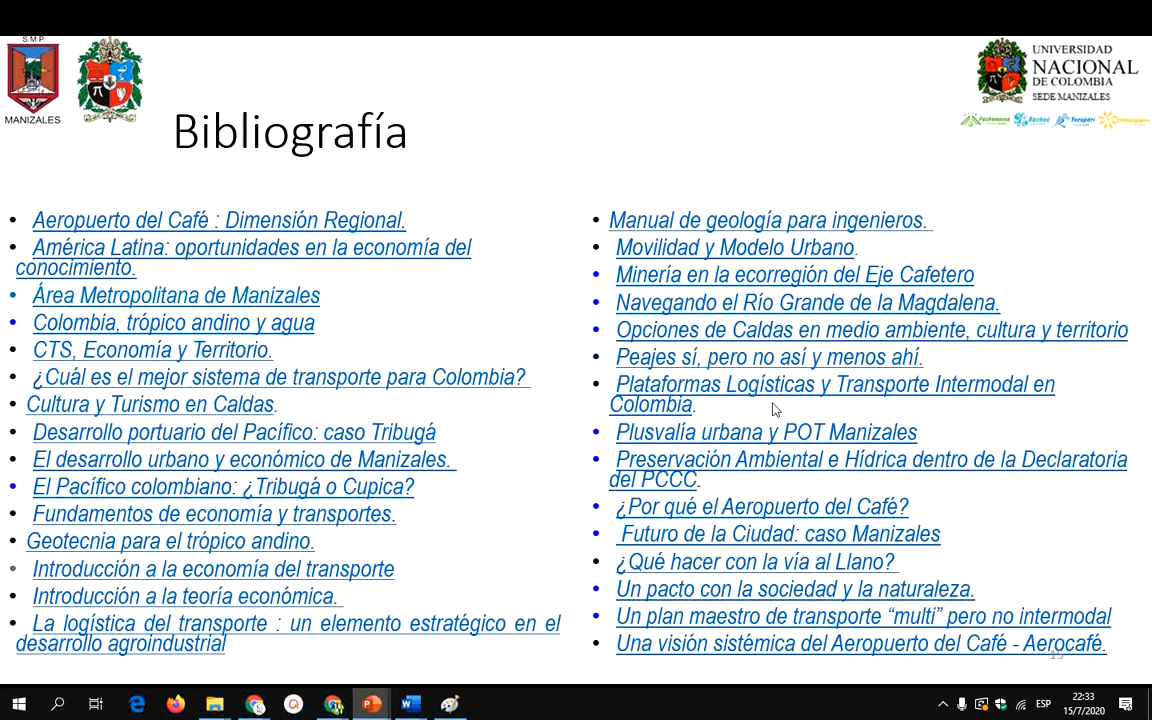 S.M.P.
MANIZALES
UNIVERSIDAD
NACIONAL
DE COLOMBIA
SEDE MANIZALES
Bibliografía
• Aeropuerto del Café : Dimensión Regional.
• América Latina: oportunidades en la economía del
conocimiento.
• Área Metropolitana de Manizales
• Colombia, trópico andino y agua
• CTS, Economía y Territorio.
• ¿Cuál es el mejor sistema de transporte para Colombia?
• Cultura y Turismo en Caldas.
• Desarrollo portuario del Pacífico: caso Tribugá
• El desarrollo urbano y económico de Manizales.
• El Pacífico colombiano: ¿Tribugá o Cupica?
• Fundamentos de economía y transportes.
• Geotecnia para el trópico andino.
• Introducción a la economía del transporte
• Introducción a la teoría económica.
• La logística del transporte : un elemento estratégico en el
desarrollo agroindustrial
• Manual de geología para ingenieros.
• Movilidad y Modelo Urbano.
• Minería en la ecorregión del Eje Cafetero
• Navegando el Río Grande de la Magdalena.
• Opciones de Caldas en medio ambiente, cultura y territorio
• Peajes sí, pero no así y menos ahí.
• Plataformas Logísticas y Transporte Intermodal en
Colombia.
• Plusvalía urbana y POT Manizales
• Preservación Ambiental e Hídrica dentro de la Declaratoria
del PCCC.
• ¿Por qué el Aeropuerto del Café?
• Futuro de la Ciudad: caso Manizales
• ¿Qué hacer con la vía al Llano?
• Un pacto con la sociedad y la naturaleza.
• Un plan maestro de transporte “multi” pero no intermodal
• Una visión sistémica del Aeropuerto del Café - Aerocafé.
ESP
22:33
15/7/2020